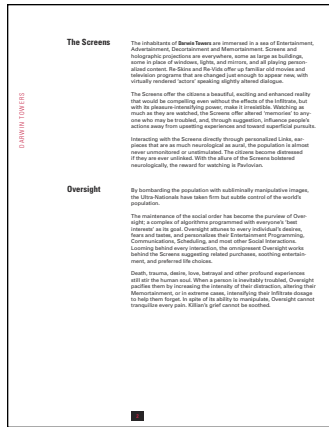 DARWIN TOWERS
The Screens
The inhabitants of Darwin Towers are immersed in a sea of Entertainment,
Advertainment, Decortainment and Memortainment. Screens and
holographic projections are everywhere, some as large as buildings,
some in place of windows, lights, and mirrors, and all playing person-
alized content. Re-Skins and Re-Vids offer up familiar old movies and
television programs that are changed just enough to appear new, with
virtually rendered 'actors' speaking slightly altered dialogue.
The Screens offer the citizens a beautiful, exciting and enhanced reality
that would be compelling even without the effects of the Infiltrate, but
with its pleasure-intensifying power, make it irresistible. Watching as
much as they are watched, the Screens offer altered 'memories' to any-
one who may be troubled, and, through suggestion, influence people's
actions away from upsetting experiences and toward superficial pursuits.
Interacting with the Screens directly through personalized Links, ear-
pieces that are as much neurological as aural, the population is almost
never unmonitored or unstimulated. The citizens become distressed
if they are ever unlinked. With the allure of the Screens bolstered
neurologically, the reward for watching is Pavlovian.
Oversight
By bombarding the population with subliminally manipulative images,
the Ultra-Nationals have taken firm but subtle control of the world's
population.
The maintenance of the social order has become the purview of Over-
sight; a complex of algorithms programmed with everyone's 'best
interests' as its goal. Oversight attunes to every individual's desires,
fears and tastes, and personalizes their Entertainment Programming,
Communications, Scheduling, and most other Social Interactions.
Looming behind every interaction, the omnipresent Oversight works
behind the Screens suggesting related purchases, soothing entertain-
ment, and preferred life choices.
Death, trauma, desire, love, betrayal and other profound experiences
still stir the human soul. When a person is inevitably troubled, Oversight
pacifies them by increasing the intensity of their distraction, altering their
Memortainment, or in extreme cases, intensifying their Infiltrate dosage
to help them forget. In spite of its ability to manipulate, Oversight cannot
tranquilize every pain. Killian's grief cannot be soothed.